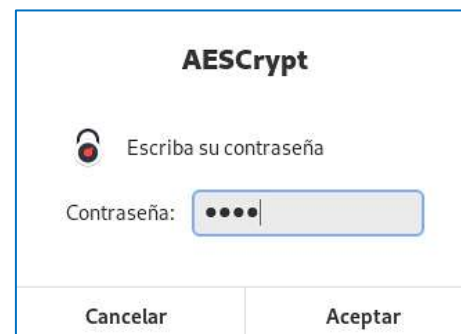 AESCrypt
Escriba su contraseña
Contraseña: ••••
Cancelar Aceptar